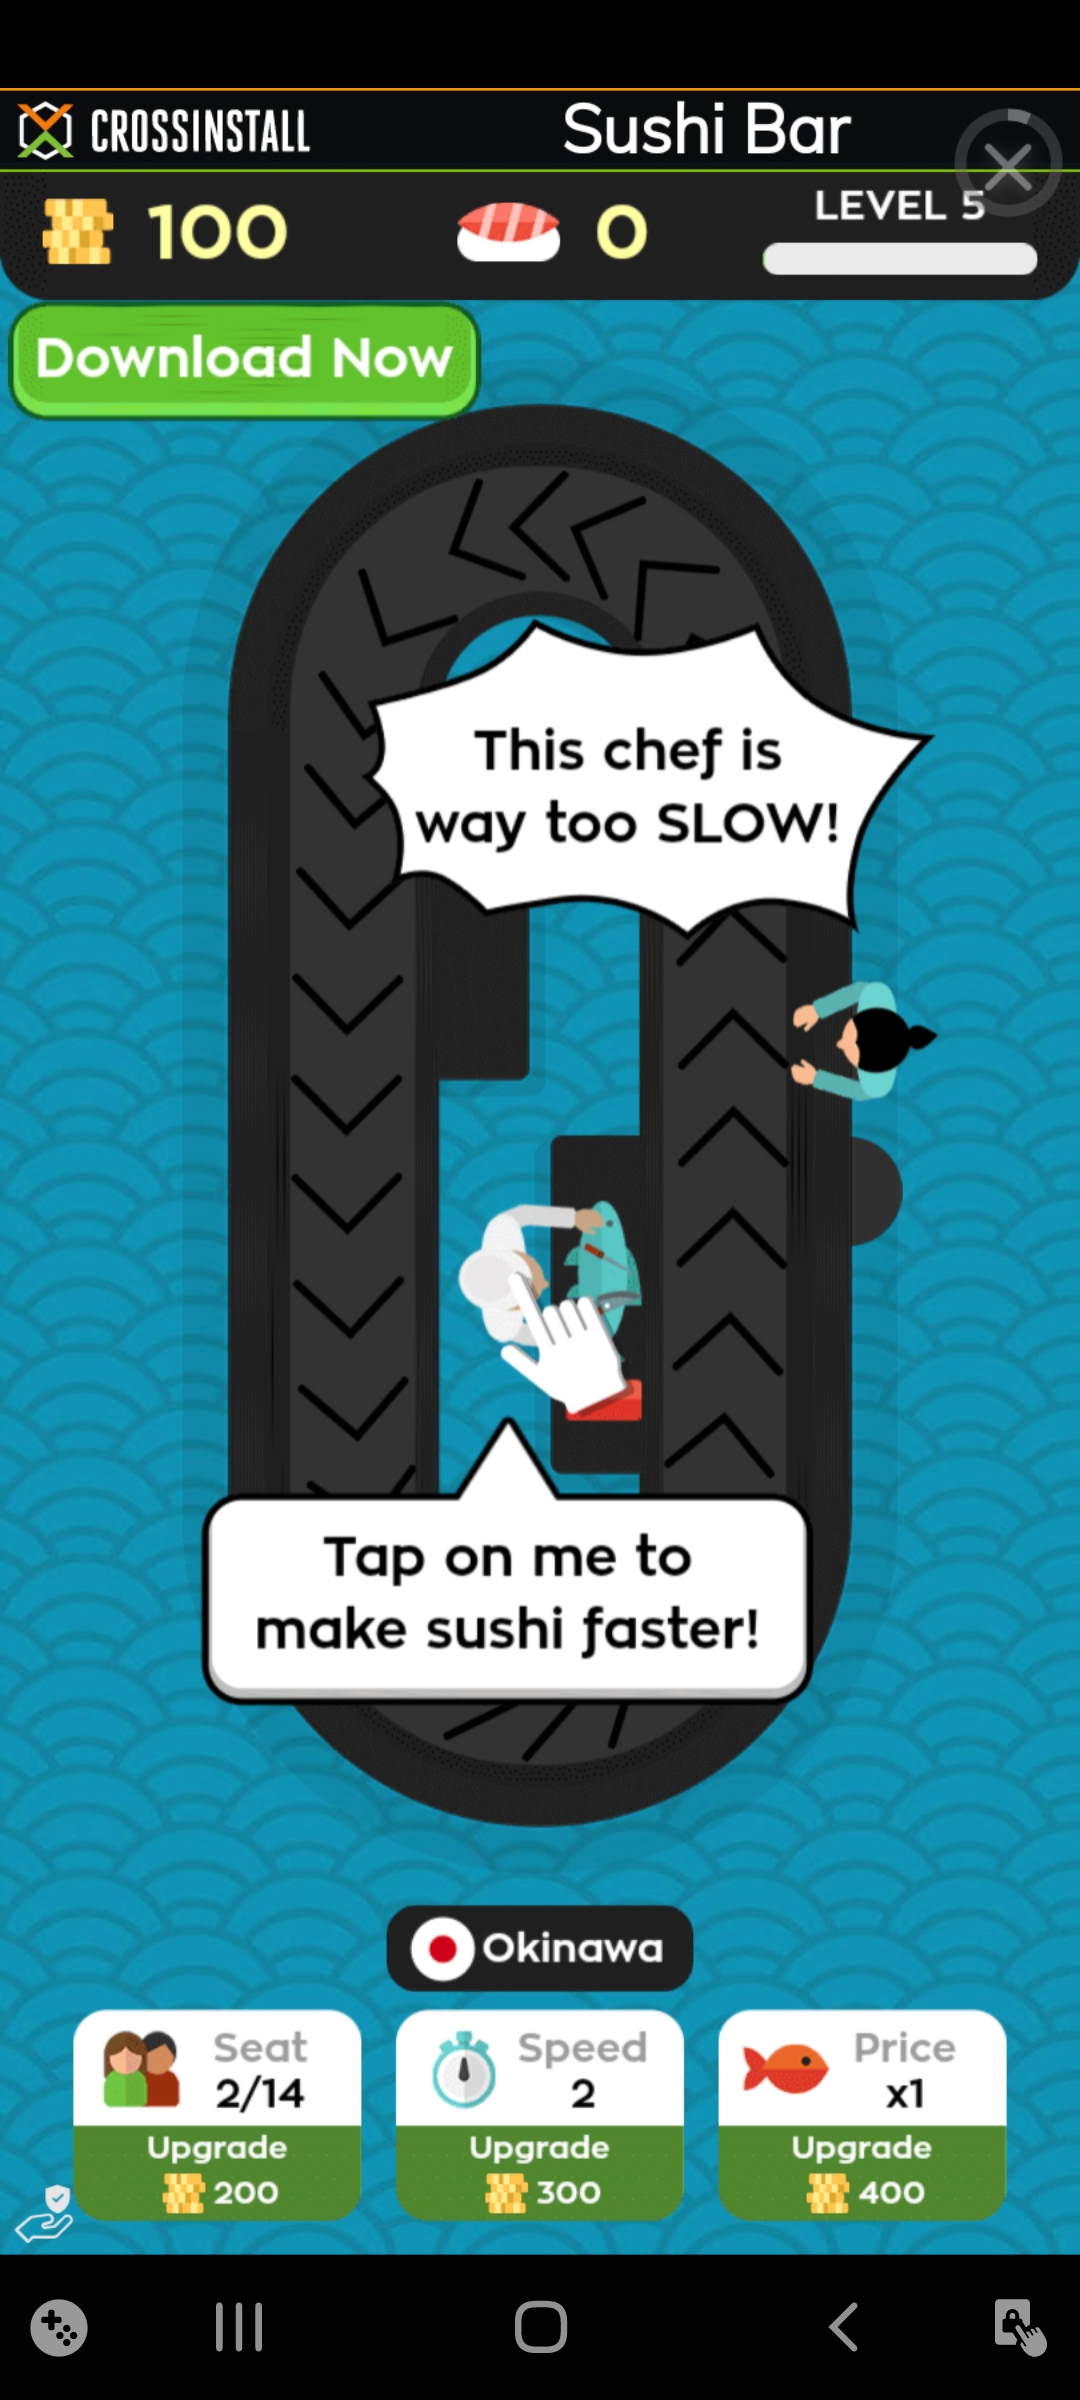 CROSSINSTALL
Sushi Bar
100
0
LEVEL 5
Download Now
This chef is
way too SLOW!
Tap on me to
make sushi faster!
Okinawa
Seat
2/14
Upgrade
200
Speed
2
Upgrade
300
Price
x1
Upgrade
400